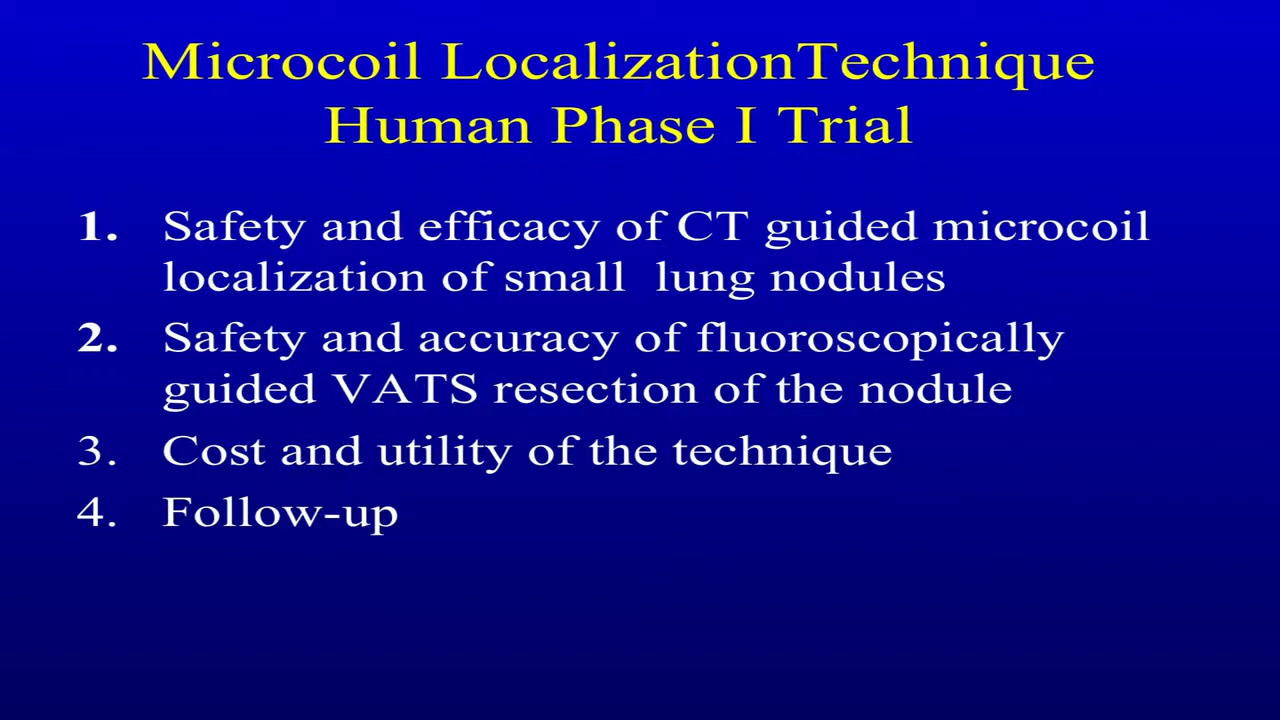 Microcoil LocalizationTechnique
Human Phase I Trial
1. Safety and efficacy of CT guided microcoil
localization of small lung nodules
2. Safety and accuracy of fluoroscopically
guided VATS resection of the nodule
3. Cost and utility of the technique
4. Follow-up